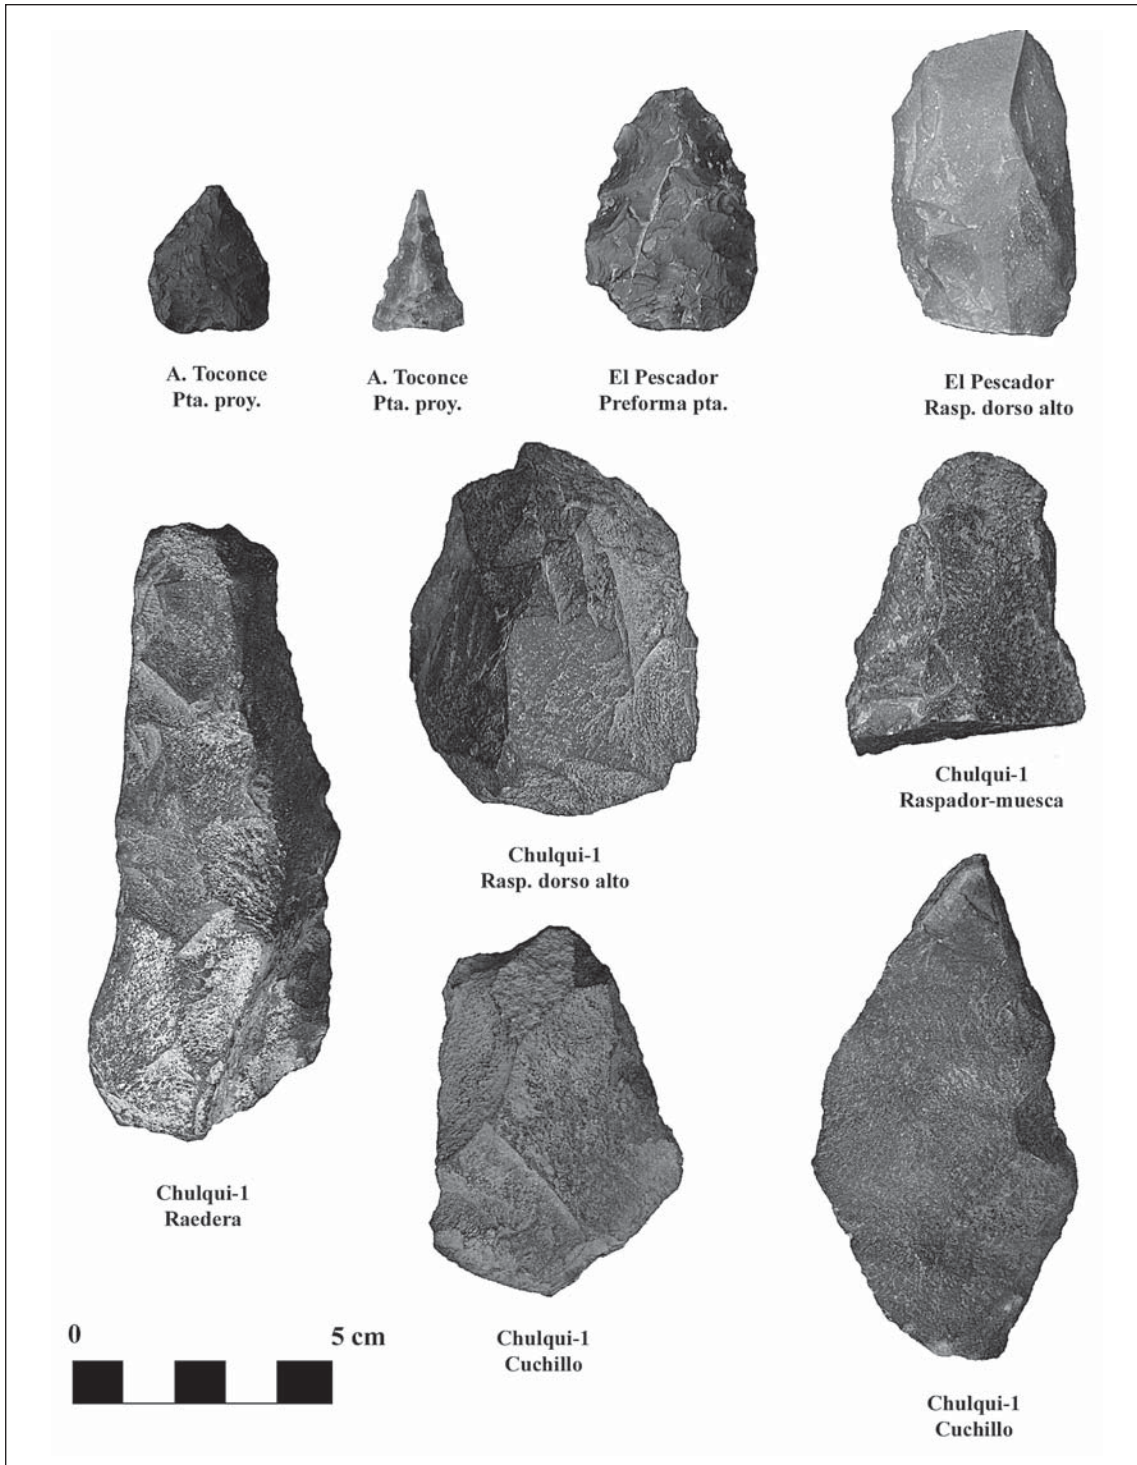 A. Toconce
Pta. proy.
A. Toconce
Pta. proy.
El Pescador
Preforma pta.
El Pescador
Rasp. dorso alto
Chulqui-1
Raspador-muesca
Chulqui-1
Rasp. dorso alto
Chulqui-1
Raedera
0 5 cm
Chulqui-1
Cuchillo
Chulqui-1
Cuchillo